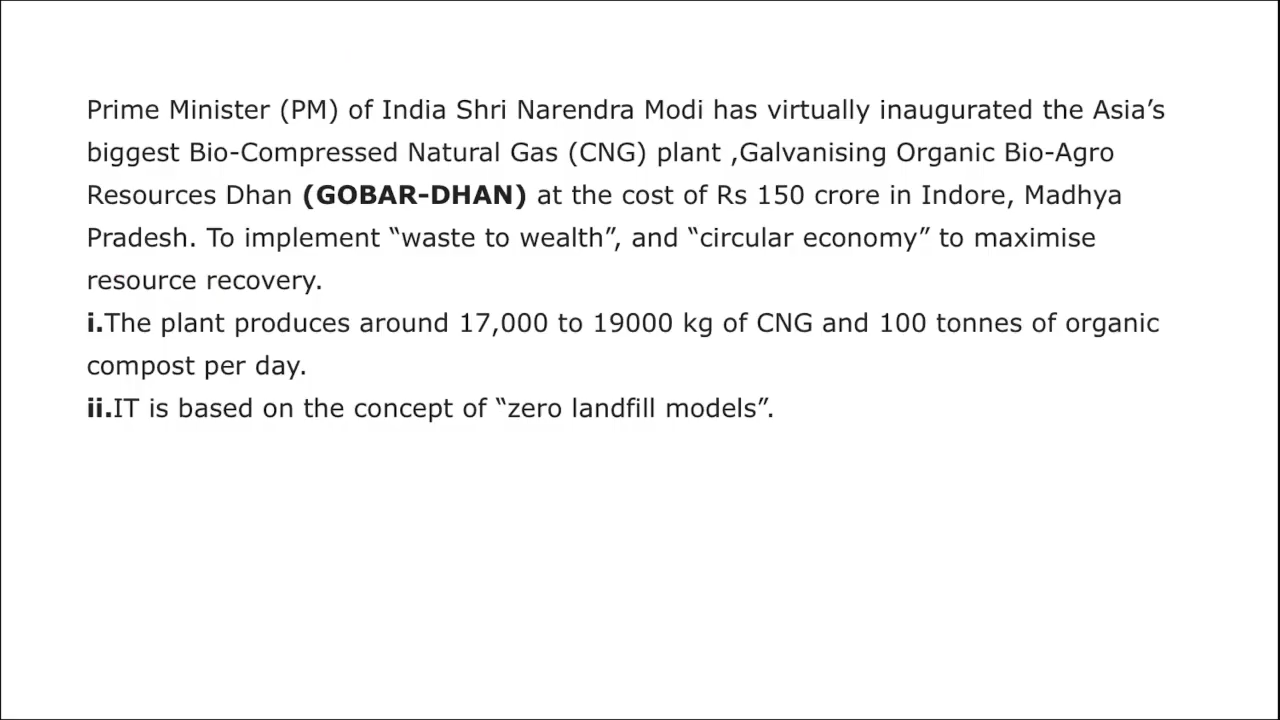 Prime Minister (PM) of India Shri Narendra Modi has virtually inaugurated the Asia’s
biggest Bio-Compressed Natural Gas (CNG) plant ,Galvanising Organic Bio-Agro
Resources Dhan (GOBAR-DHAN) at the cost of Rs 150 crore in Indore, Madhya
Pradesh. To implement “waste to wealth”, and “circular economy” to maximise
resource recovery.
i.The plant produces around 17,000 to 19000 kg of CNG and 100 tonnes of organic
compost per day.
ii.IT is based on the concept of “zero landfill models”.